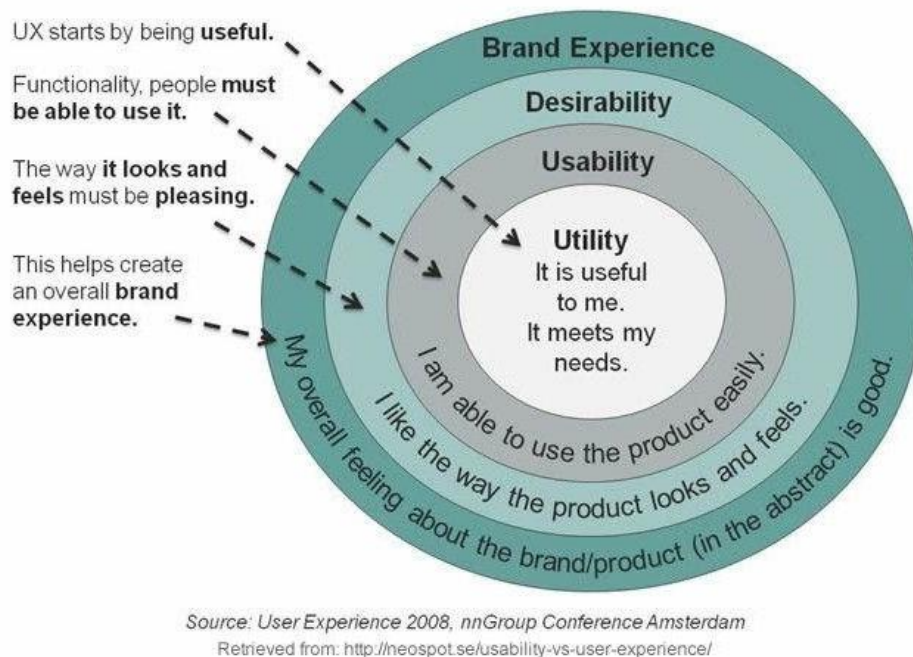 UX starts by being useful.
Functionality, people must
be able to use it.
The way it looks and
feels must be pleasing.
This helps create
an overall brand
experience.
Brand Experience
Desirability
Usability
Utility
It is useful
to me.
It meets my
needs.
I am able to use the product easily.
I like the way the product looks and feels.
My overall feeling about the brand/product (in the abstract) is good.
Source: User Experience 2008, nnGroup Conference Amsterdam
Retrieved from: http://neospot.se/usability-vs-user-experience/